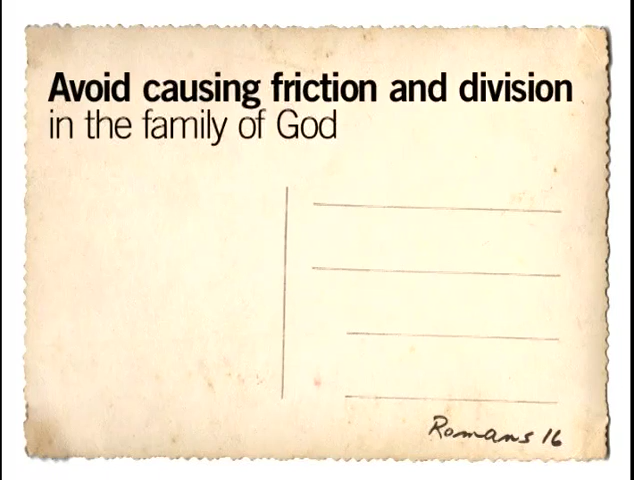 Avoid causing friction and division
in the family of God
Romans 16